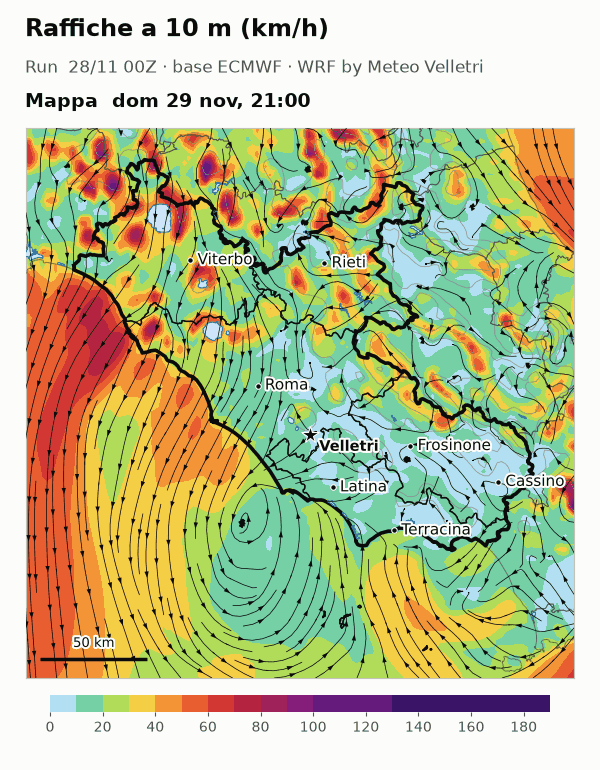 Raffiche a 10 m (km/h)
Run  28/11 00Z · base ECMWF · WRF by Meteo Velletri
Mappa  dom 29 nov, 21:00
Viterbo
Rieti
Roma
Velletri
Frosinone
Latina
Cassino
Terracina
50 km
0 20 40 60 80 100 120 140 160 180